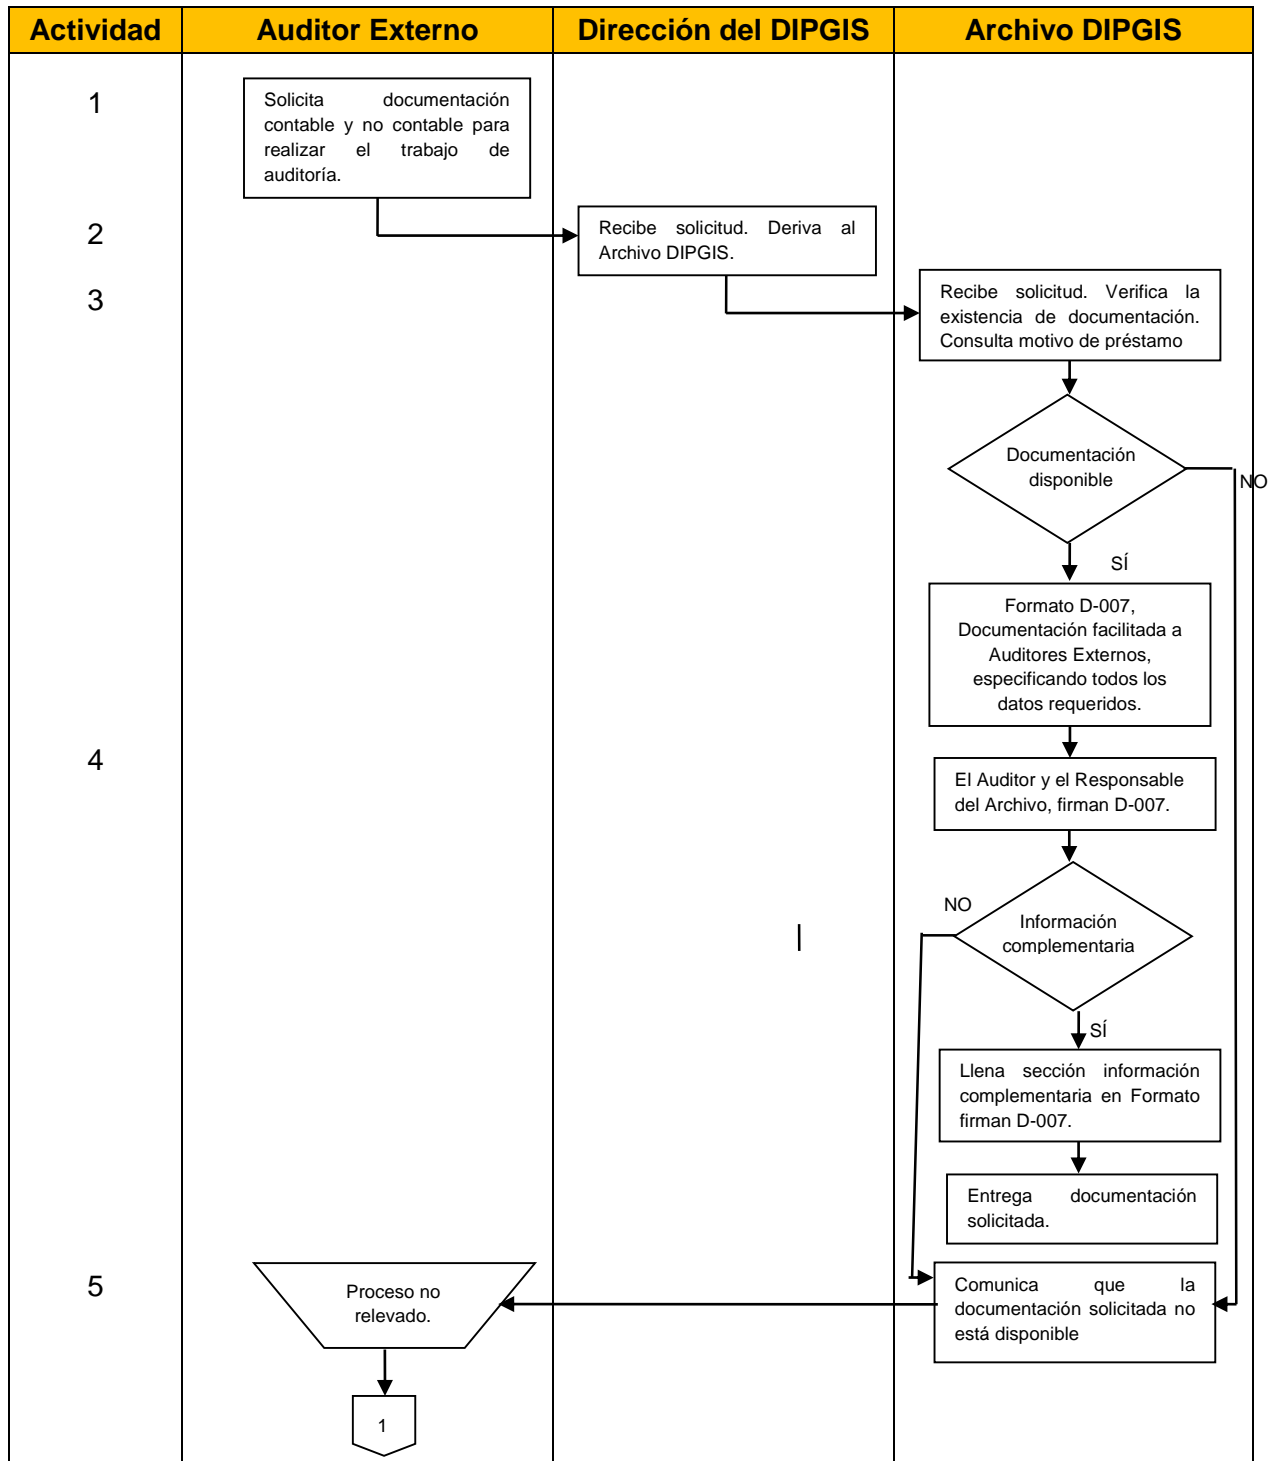 Actividad
Auditor Externo
Dirección del DIPGIS
Archivo DIPGIS
1
Solicita documentación
contable y no contable para
realizar el trabajo de
auditoría.
2
Recibe solicitud. Deriva al
Archivo DIPGIS.
3
Recibe solicitud. Verifica la
existencia de documentación.
Consulta motivo de préstamo
Documentación
disponible
NO
SÍ
Formato D-007,
Documentación facilitada a
Auditores Externos,
especificando todos los
datos requeridos.
4
El Auditor y el Responsable
del Archivo, firman D-007.
NO
Información
complementaria
SÍ
Llena sección información
complementaria en Formato
firman D-007.
Entrega documentación
solicitada.
5
Proceso no
relevado.
Comunica que la
documentación solicitada no
está disponible
1